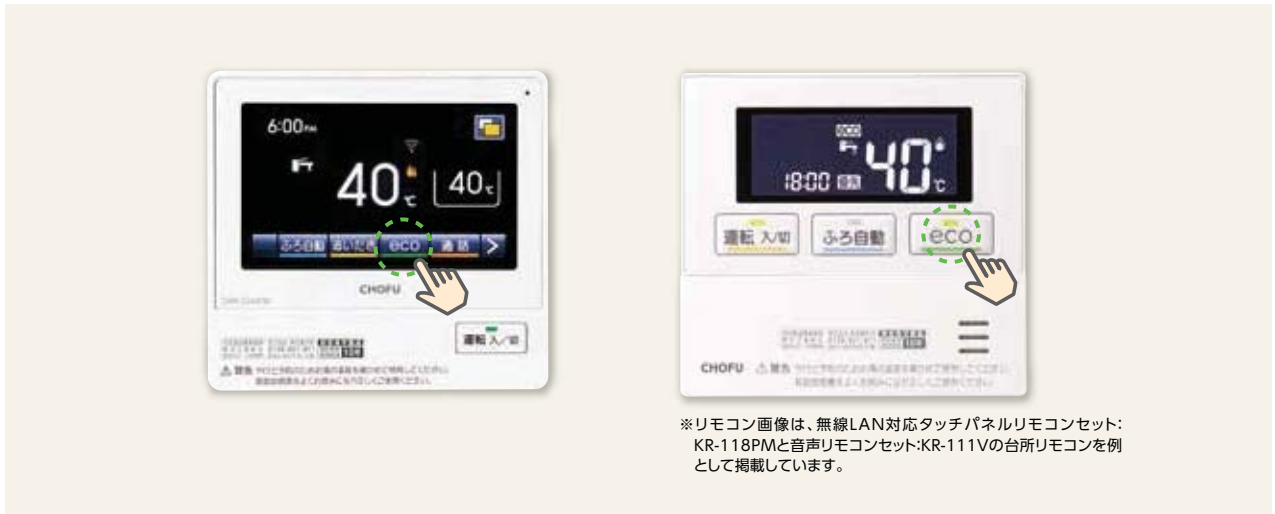 6:00PM
40℃
40℃
ふろ自動 追いだき eco 通話 >
CHOFU
運転 入/切
eco
18:00 優先 40℃
運転 入/切 ふろ自動 eco
CHOFU
※リモコン画像は、無線LAN対応タッチパネルリモコンセット：
KR-118PMと音声リモコンセット:KR-111Vの台所リモコンを例
として掲載しています。